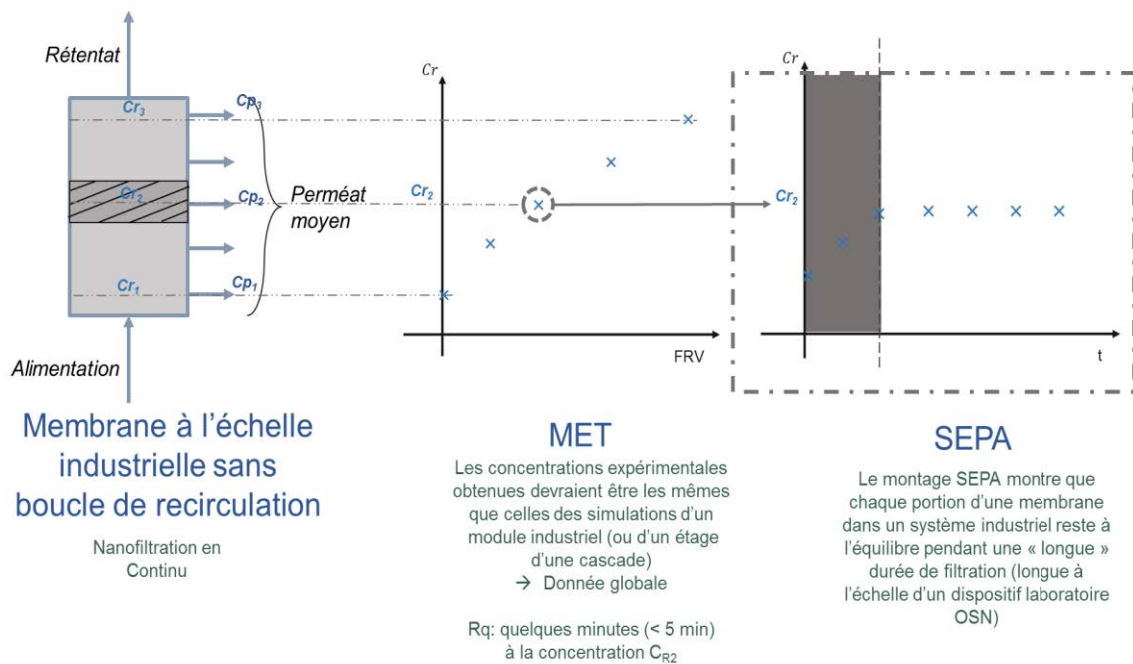 Rétentat
Cr3
Cp3
Cr2
Cp2
Perméat
moyen
Cr1
Cp1
Alimentation
Membrane à l'échelle
industrielle sans
boucle de recirculation
Nanofiltration en
Continu
Cr
Cr2
FRV
MET
Les concentrations expérimentales
obtenues devraient être les mêmes
que celles des simulations d'un
module industriel (ou d'un étage
d'une cascade)
→ Donnée globale
Rq: quelques minutes (< 5 min)
à la concentration CR2
Cr
Cr2
t
SEPA
Le montage SEPA montre que
chaque portion d'une membrane
dans un système industriel reste à
l'équilibre pendant une « longue »
durée de filtration (longue à
l'échelle d'un dispositif laboratoire
OSN)